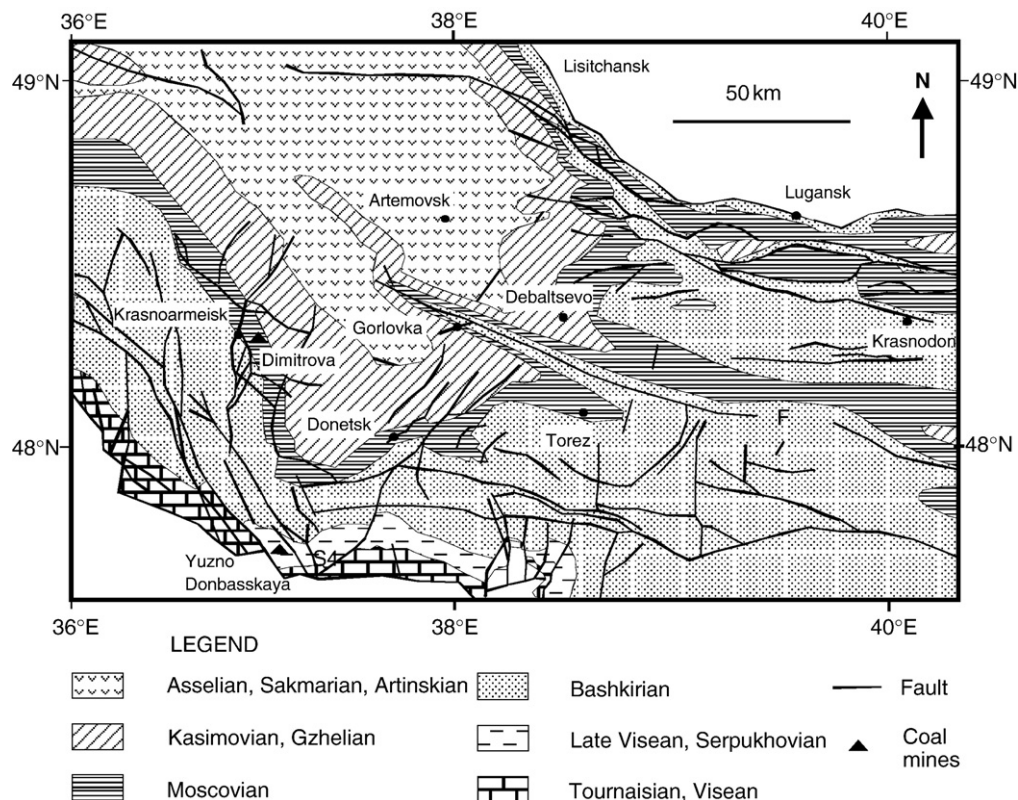 36°E 38°E 40°E
49°N 49°N
Lisitchansk
50 km
N
Lugansk
Artemovsk
Debaltsevo
Krasnoarmeisk
Gorlovka
Krasnodon
Dimitrova
Donetsk
F
Torez
48°N 48°N
S4
Yuzno
Donbasskaya
36°E 38°E 40°E
LEGEND
Asselian, Sakmarian, Artinskian
Bashkirian
Fault
Kasimovian, Gzhelian
Late Visean, Serpukhovian
Coal
mines
Moscovian
Tournaisian, Visean